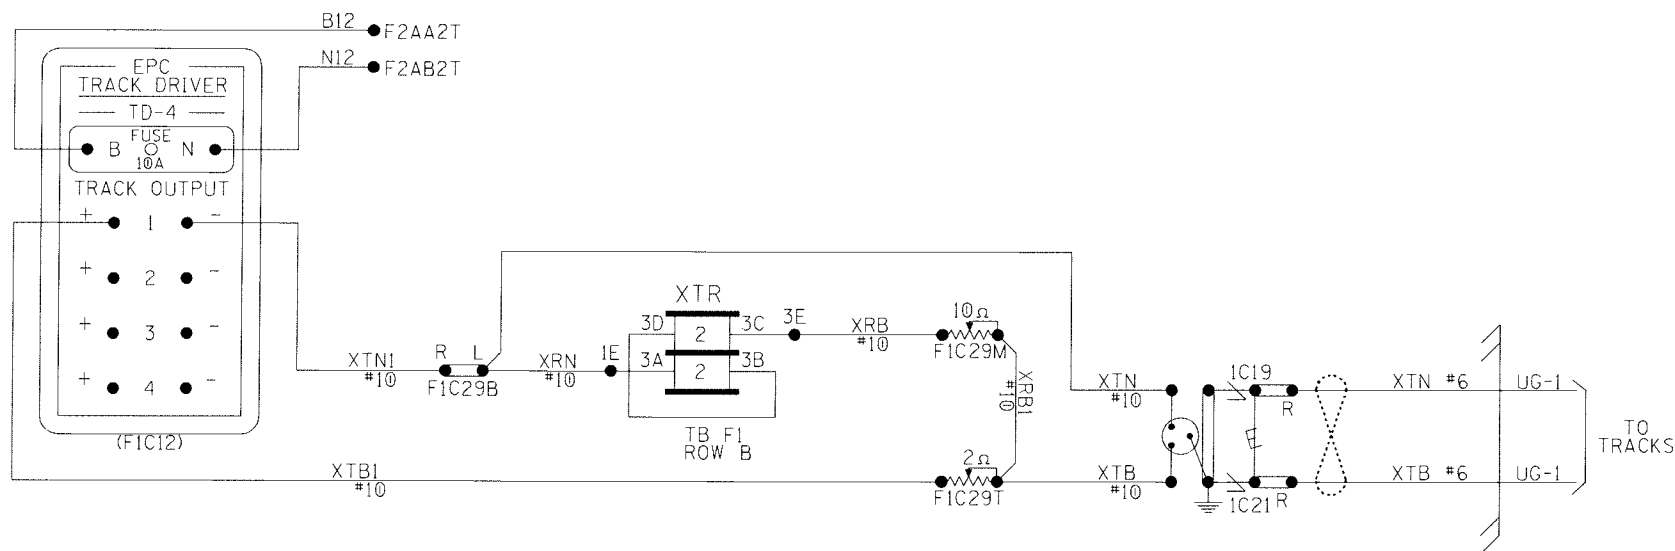 B12
F2AA2T
N12
F2AB2T
EPC
TRACK DRIVER
TD-4
FUSE
B N
10A
TRACK OUTPUT
+ 1 -
+ 2 -
+ 3 -
+ 4 -
(F1C12)
XTN1
#10
R L
F1C29B
XRN
#10
1E
XTR
3D 2 3C
3A 2 3B
3E
TB F1
ROW B
XRB
#10
10Ω
F1C29M
XRB1
#10
XTB1
#10
2Ω
F1C29T
XTN
#10
XTB
#10
1C19
R
E
1C21 R
XTN #6 UG-1
XTB #6 UG-1
TO
TRACKS